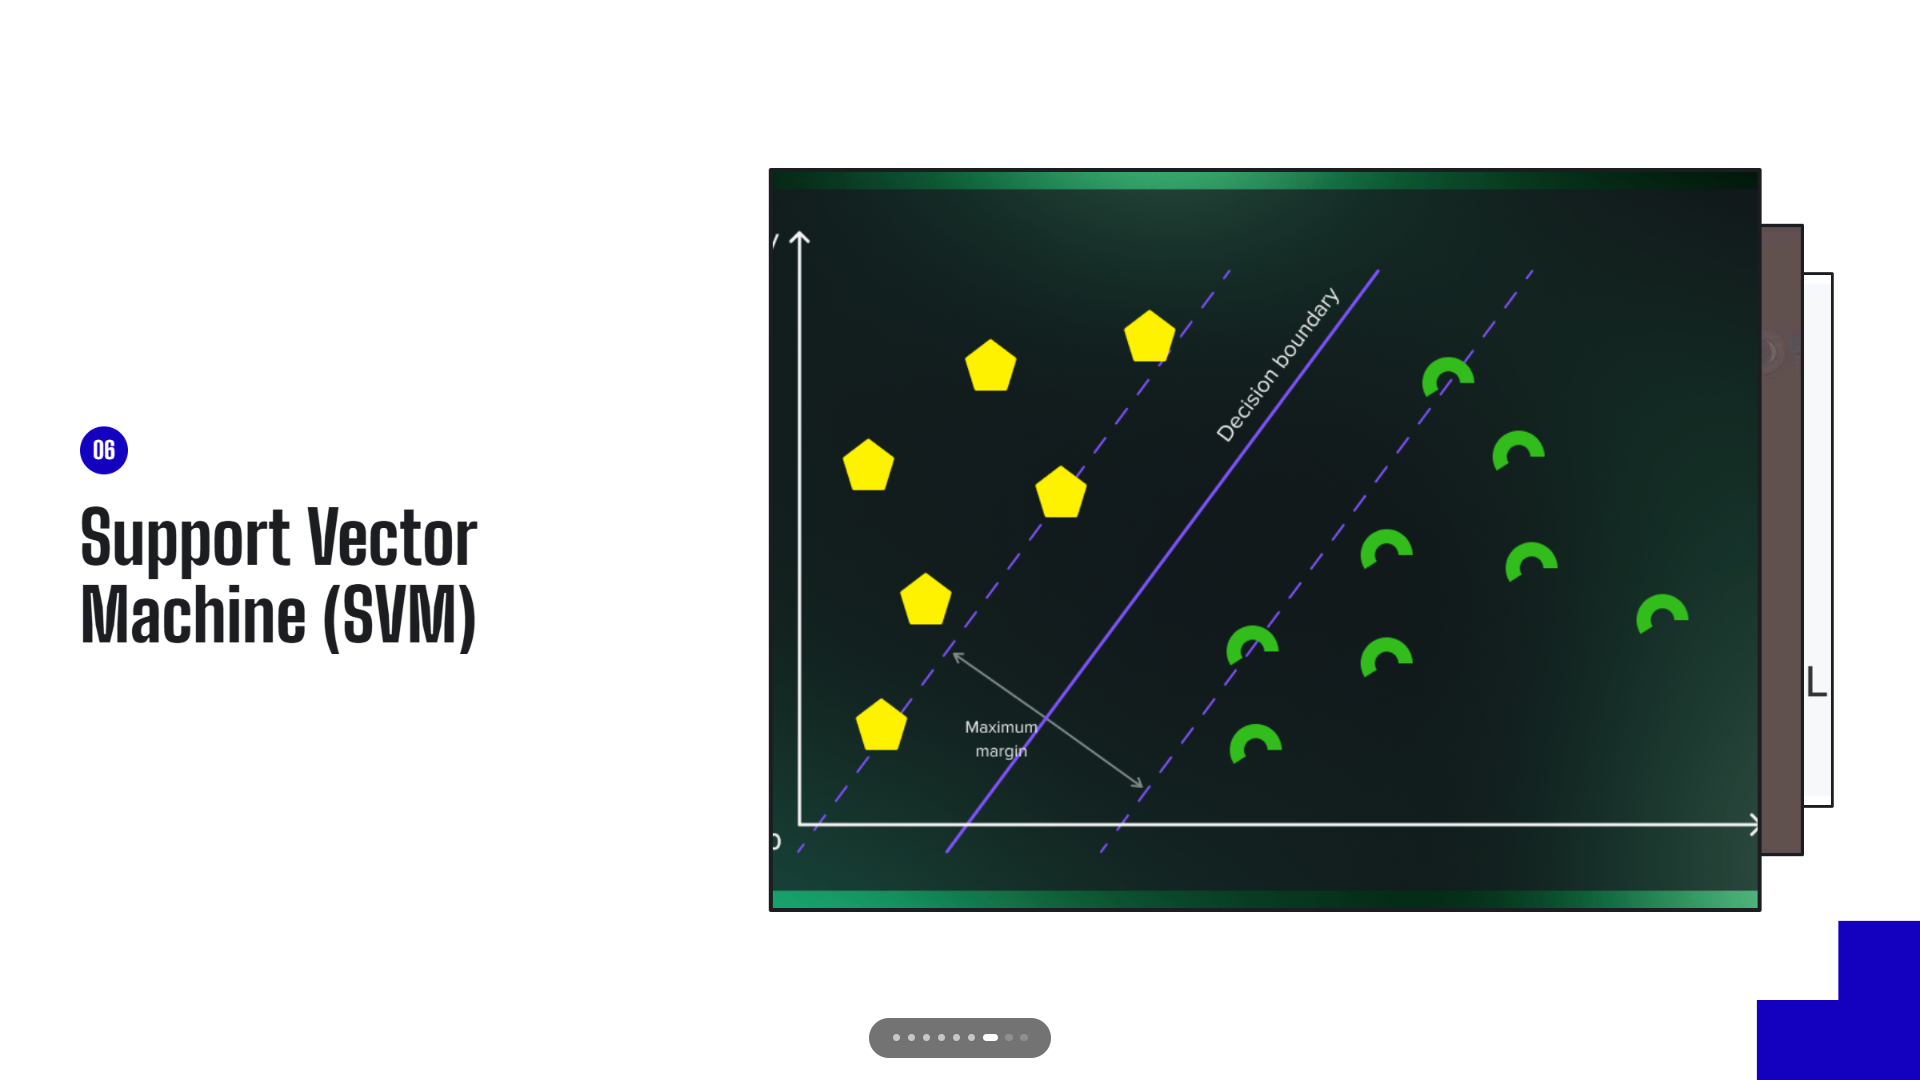 06
Support Vector
Machine (SVM)
Decision boundary
Maximum
margin
L